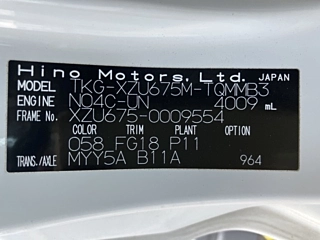 Hino Motors, Ltd. JAPAN
MODEL TKG-XZU675M-TQMMB3
ENGINE N04C-UN 4009 mL
FRAME No. XZU675-0009554
COLOR TRIM PLANT OPTION
058 FG18 P11
TRANS./AXLE MYY5A B11A 964